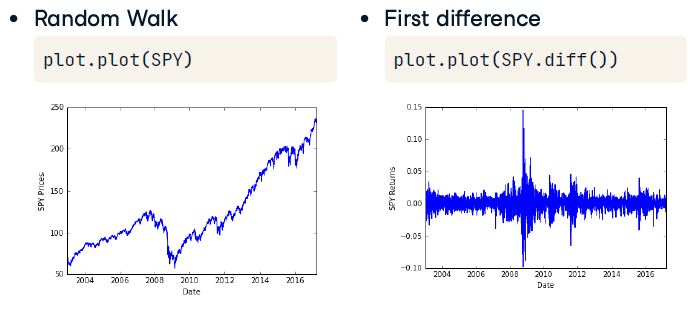 • Random Walk
plot.plot(SPY)
250
200
150
100
50
SPY Prices
2004 2006 2008 2010 2012 2014 2016
Date
• First difference
plot.plot(SPY.diff())
0.15
0.10
0.05
0.00
−0.05
−0.10
SPY Returns
2004 2006 2008 2010 2012 2014 2016
Date